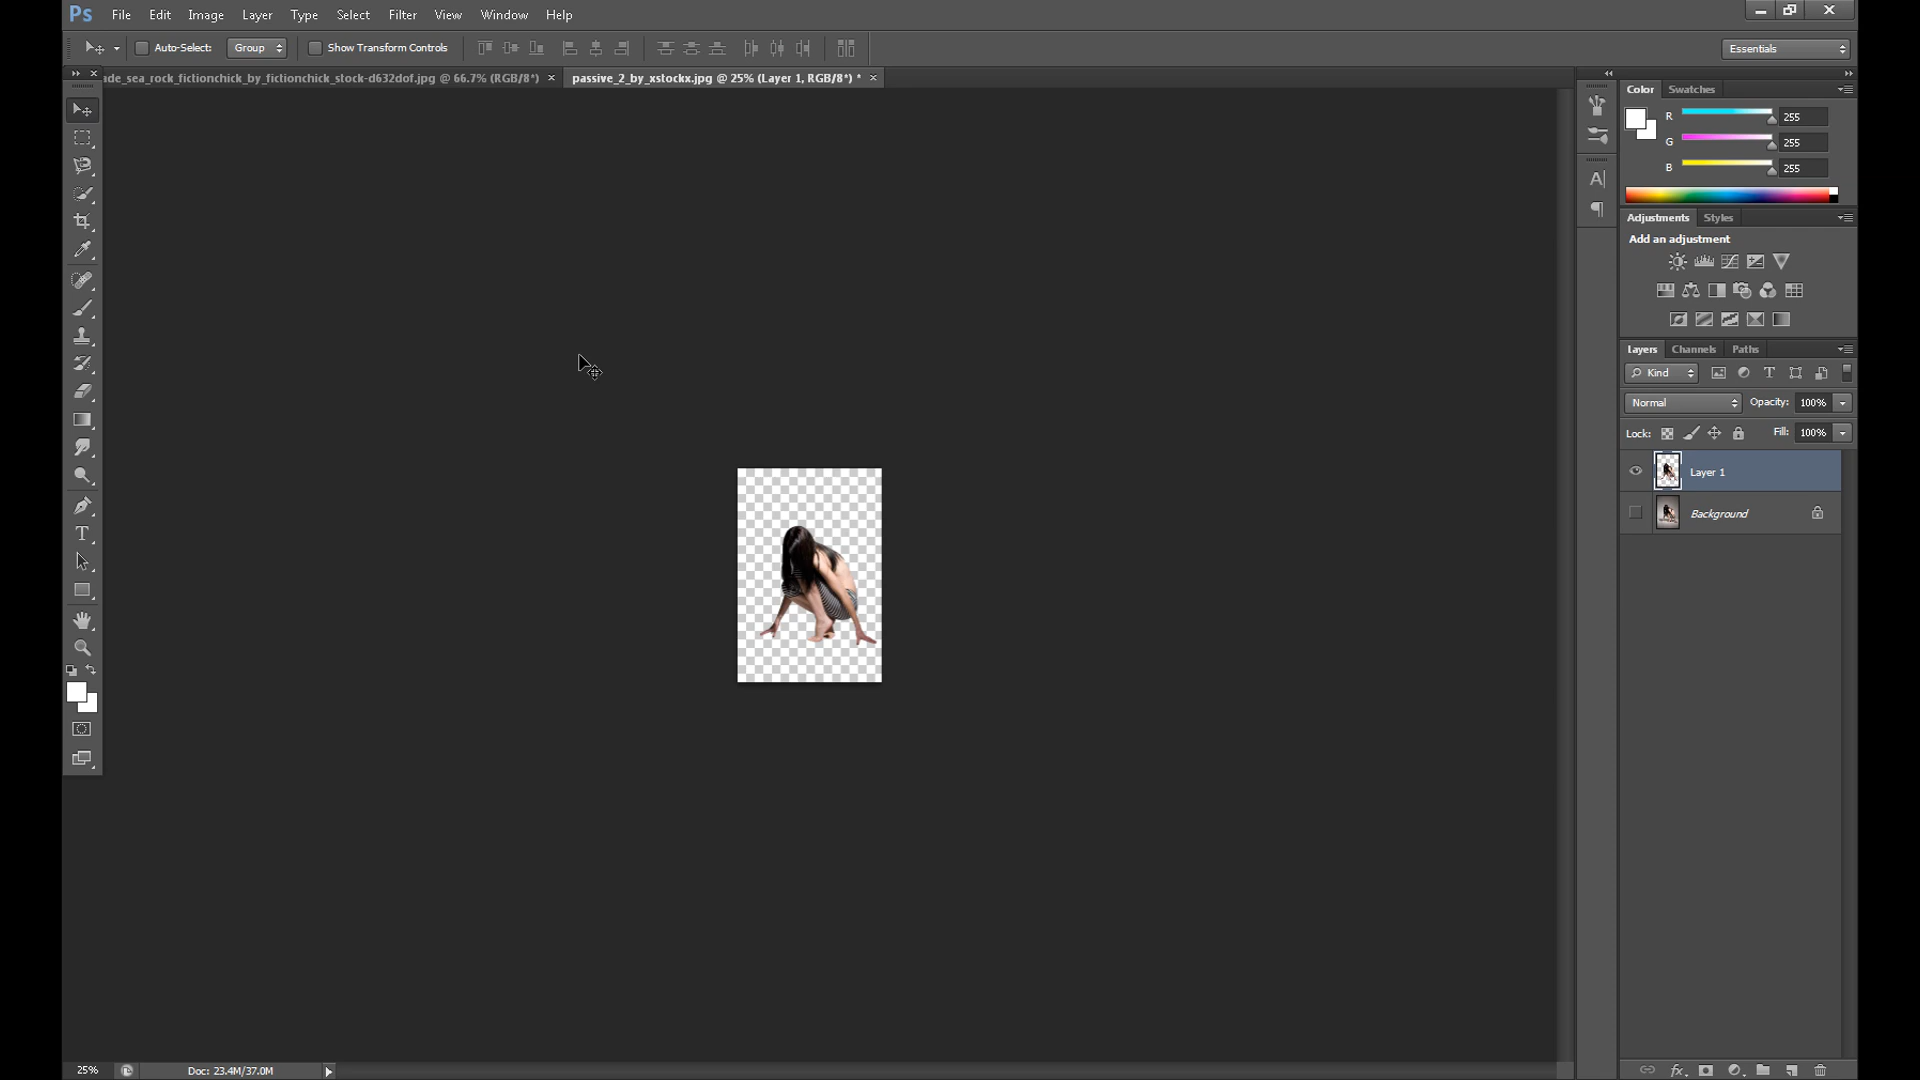 Ps File Edit Image Layer Type Select Filter View Window Help
Auto-Select: Group Show Transform Controls Essentials
ade_sea_rock_fictionchick_by_fictionchick_stock-d632dof.jpg @ 66.7% (RGB/8*) × passive_2_by_xstockx.jpg @ 25% (Layer 1, RGB/8*) * ×
Color Swatches
R 255
G 255
B 255
Adjustments Styles
Add an adjustment
Layers Channels Paths
Kind
Normal Opacity: 100%
Lock: Fill: 100%
Layer 1
Background
25% Doc: 23.4M/37.0M